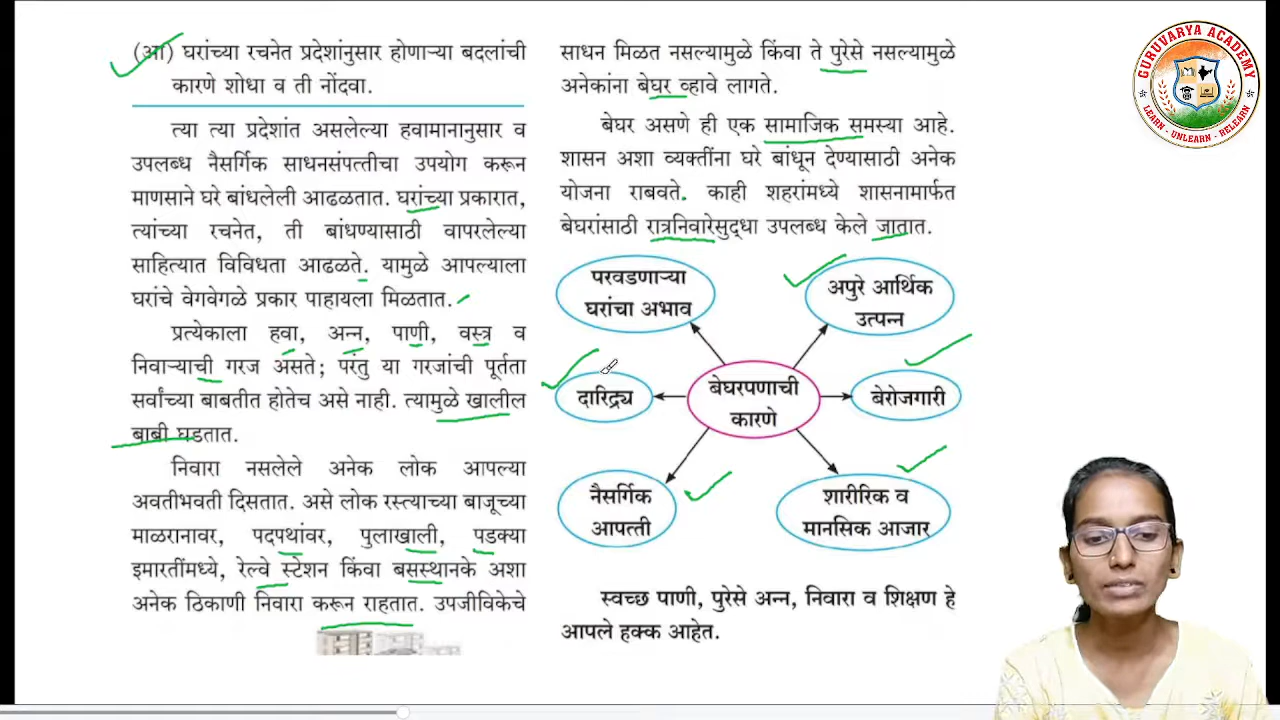 (आ) घरांच्या रचनेत प्रदेशांनुसार होणाऱ्या बदलांची
कारणे शोधा व ती नोंदवा.
त्या त्या प्रदेशांत असलेल्या हवामानानुसार व
उपलब्ध नैसर्गिक साधनसंपत्तीचा उपयोग करून
माणसाने घरे बांधलेली आढळतात. घरांच्या प्रकारात,
त्यांच्या रचनेत, ती बांधण्यासाठी वापरलेल्या
साहित्यात विविधता आढळते. यामुळे आपल्याला
घरांचे वेगवेगळे प्रकार पाहायला मिळतात.
प्रत्येकाला हवा, अन्न, पाणी, वस्त्र व
निवाऱ्याची गरज असते; परंतु या गरजांची पूर्तता
सर्वांच्या बाबतीत होतेच असे नाही. त्यामुळे खालील
बाबी घडतात.
निवारा नसलेले अनेक लोक आपल्या
अवतीभवती दिसतात. असे लोक रस्त्याच्या बाजूच्या
माळरानावर, पदपथांवर, पुलाखाली, पडक्या
इमारतींमध्ये, रेल्वे स्टेशन किंवा बसस्थानके अशा
अनेक ठिकाणी निवारा करून राहतात. उपजीविकेचे
साधन मिळत नसल्यामुळे किंवा ते पुरेसे नसल्यामुळे
अनेकांना बेघर व्हावे लागते.
बेघर असणे ही एक सामाजिक समस्या आहे.
शासन अशा व्यक्तींना घरे बांधून देण्यासाठी अनेक
योजना राबवते. काही शहरांमध्ये शासनामार्फत
बेघरांसाठी रात्रनिवारेसुद्धा उपलब्ध केले जातात.
परवडणाऱ्या
घरांचा अभाव
अपुरे आर्थिक
उत्पन्न
दारिद्र्य
बेघरपणाची
कारणे
बेरोजगारी
नैसर्गिक
आपत्ती
शारीरिक व
मानसिक आजार
स्वच्छ पाणी, पुरेसे अन्न, निवारा व शिक्षण हे
आपले हक्क आहेत.
GURUVARYA ACADEMY
LEARN - UNLEARN - RELEARN